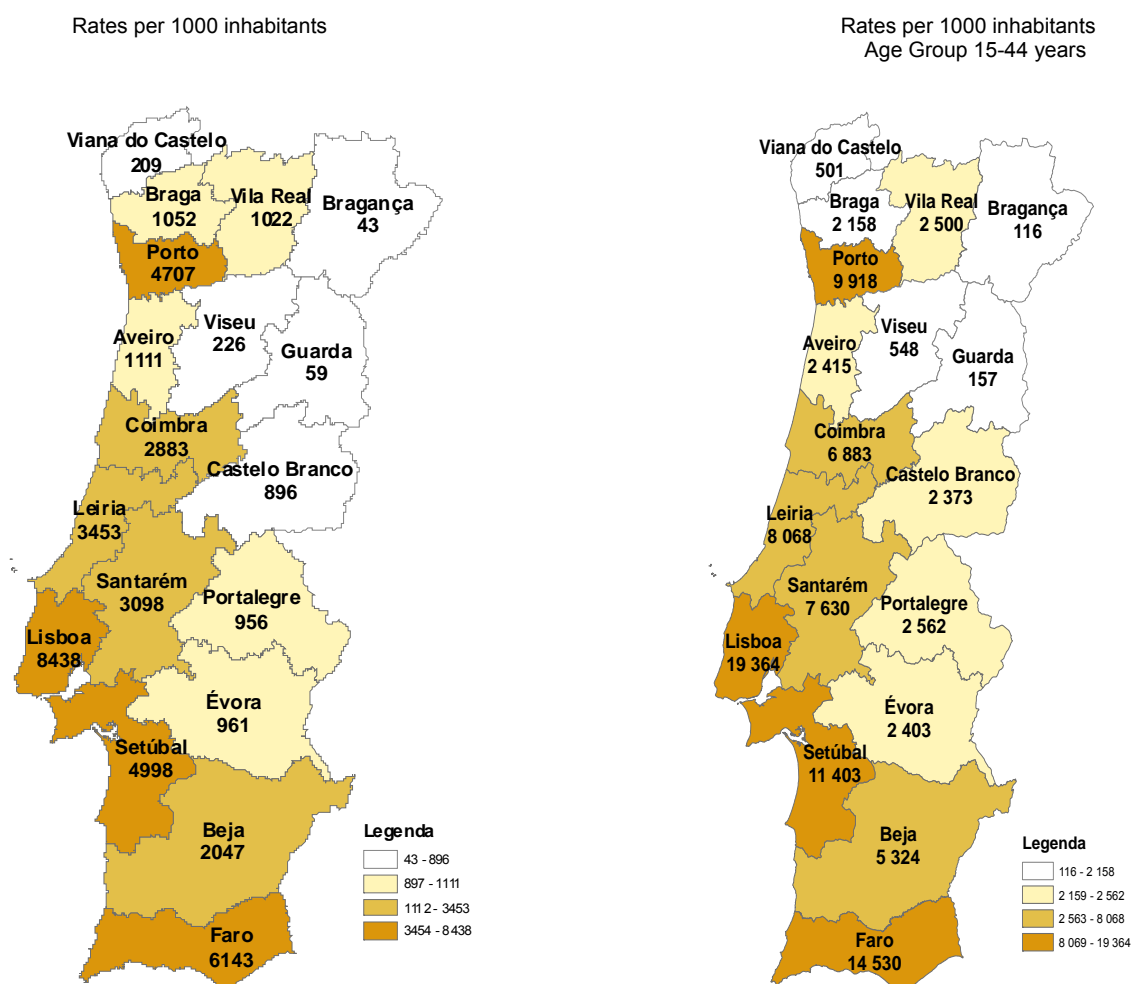 Rates per 1000 inhabitants
Viana do Castelo
209
Braga
1052
Vila Real
1022
Bragança
43
Porto
4707
Aveiro
1111
Viseu
226
Guarda
59
Coimbra
2883
Castelo Branco
896
Leiria
3453
Santarém
3098
Portalegre
956
Lisboa
8438
Évora
961
Setúbal
4998
Beja
2047
Faro
6143
Legenda
43 - 896
897 - 1111
1112 - 3453
3454 - 8438
Rates per 1000 inhabitants
Age Group 15-44 years
Viana do Castelo
501
Braga
2 158
Vila Real
2 500
Bragança
116
Porto
9 918
Aveiro
2 415
Viseu
548
Guarda
157
Coimbra
6 883
Castelo Branco
2 373
Leiria
8 068
Santarém
7 630
Portalegre
2 562
Lisboa
19 364
Évora
2 403
Setúbal
11 403
Beja
5 324
Faro
14 530
Legenda
116 - 2 158
2 159 - 2 562
2 563 - 8 068
8 069 - 19 364